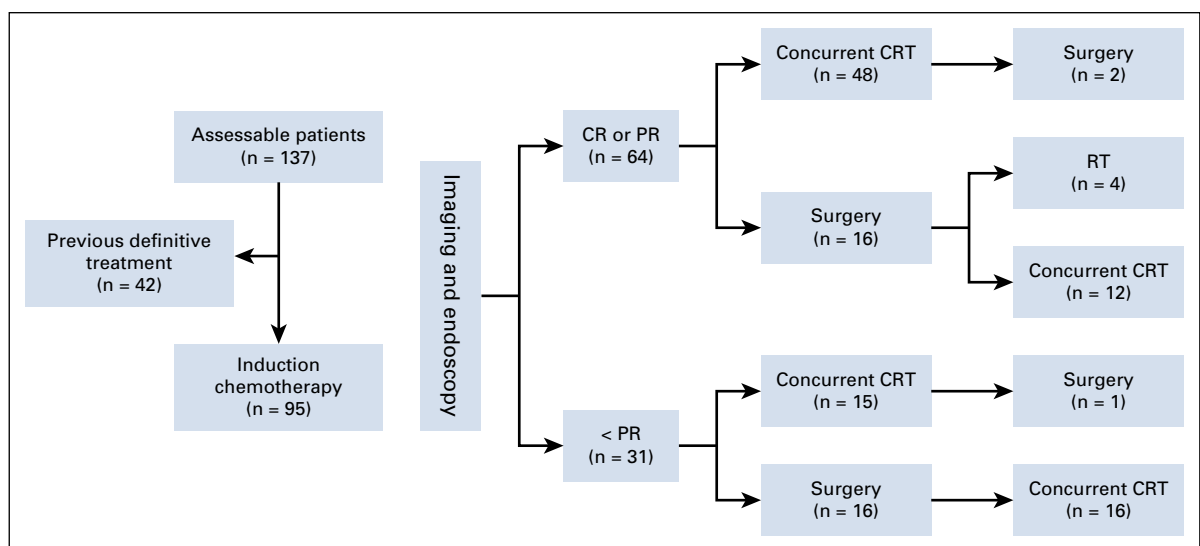 Assessable patients
(n = 137)
Previous definitive
treatment
(n = 42)
Induction
chemotherapy
(n = 95)
Imaging and endoscopy
CR or PR
(n = 64)
Concurrent CRT
(n = 48)
Surgery
(n = 2)
Surgery
(n = 16)
RT
(n = 4)
Concurrent CRT
(n = 12)
< PR
(n = 31)
Concurrent CRT
(n = 15)
Surgery
(n = 1)
Surgery
(n = 16)
Concurrent CRT
(n = 16)